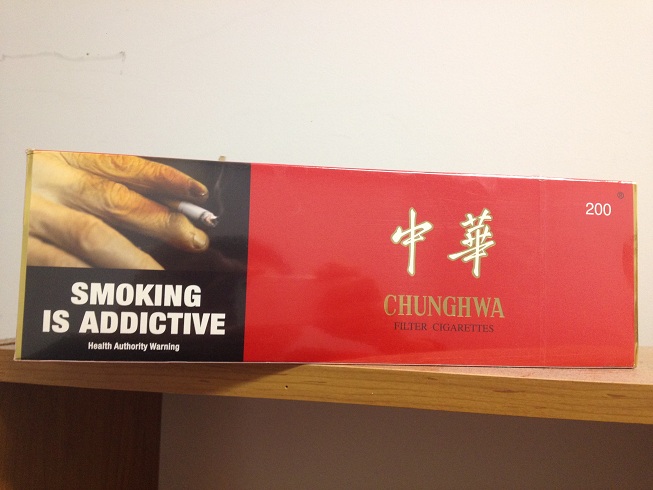 SMOKING
IS ADDICTIVE
Health Authority Warning
中華
CHUNGHWA
FILTER CIGARETTES
200